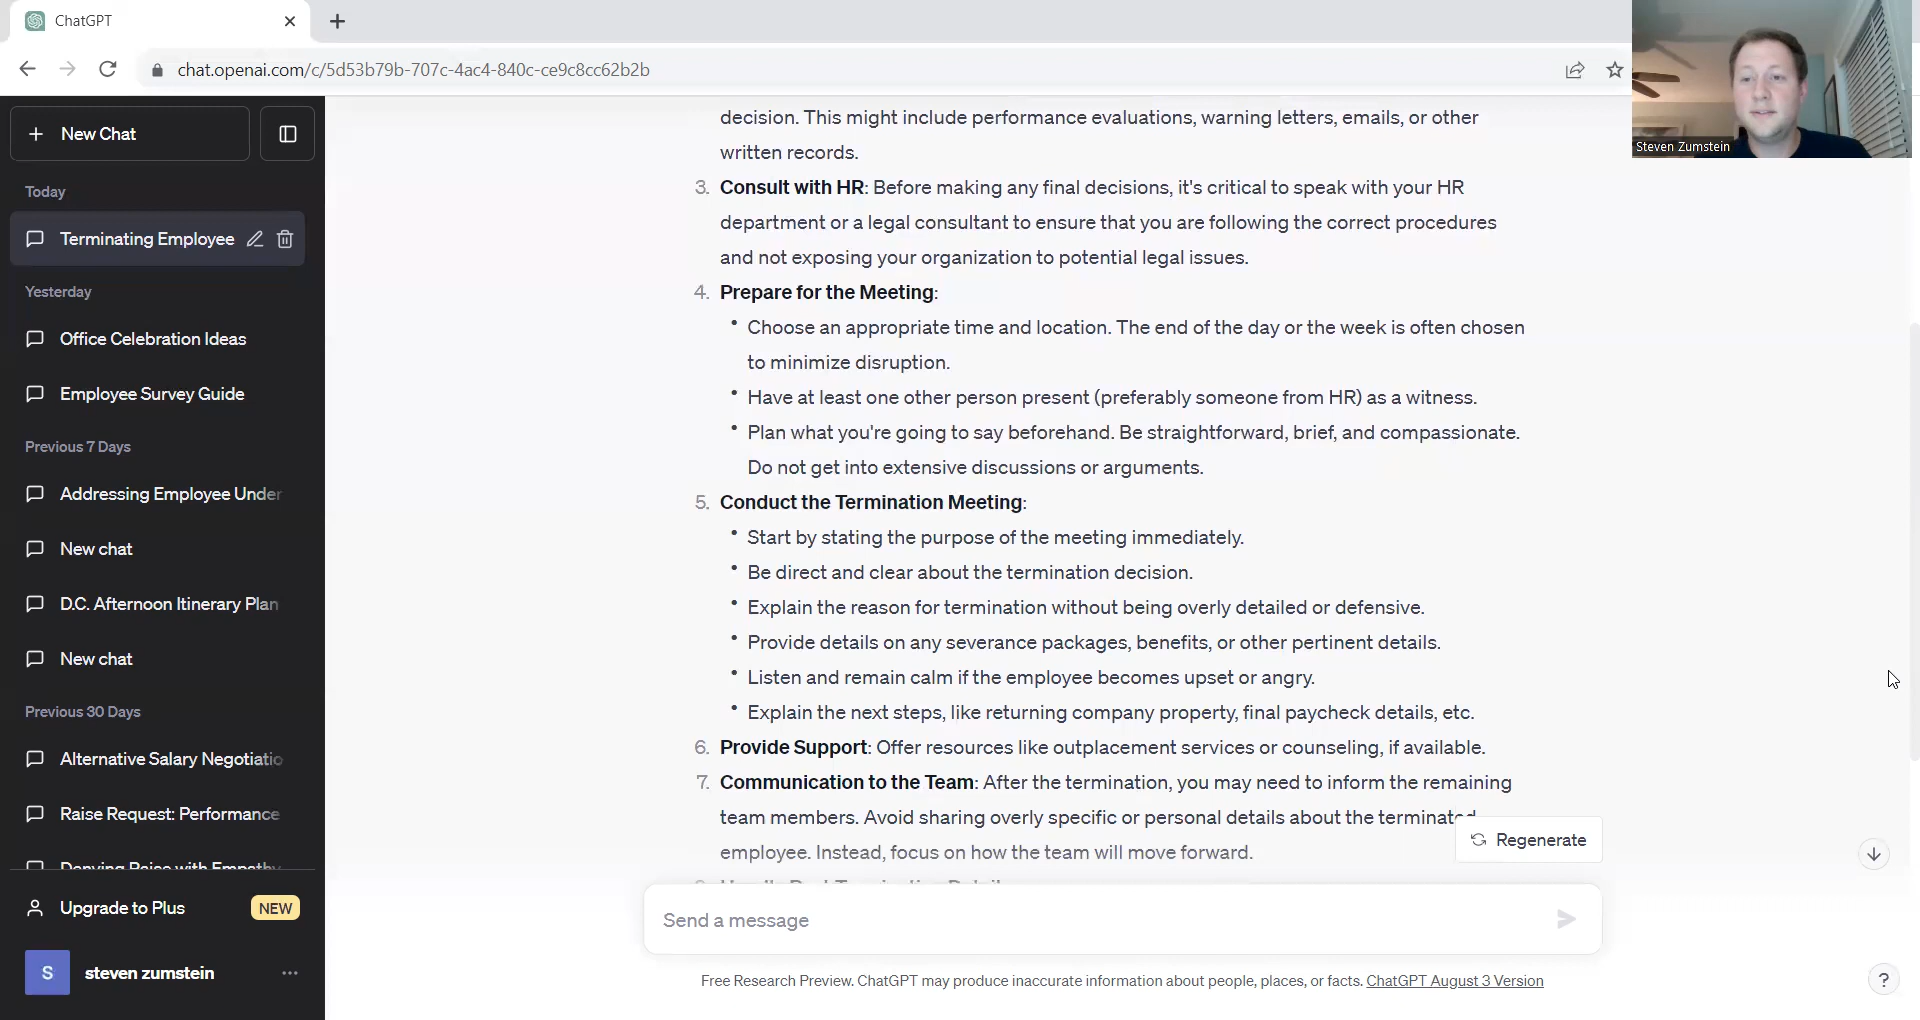 ChatGPT
chat.openai.com/c/5d53b79b-707c-4ac4-840c-ce9c8cc62b2b
Steven Zumstein
New Chat
Today
Terminating Employee
Yesterday
Office Celebration Ideas
Employee Survey Guide
Previous 7 Days
Addressing Employee Under
New chat
D.C. Afternoon Itinerary Plan
New chat
Previous 30 Days
Alternative Salary Negotiatio
Raise Request: Performance
Denying Raise with Empathy
Upgrade to Plus NEW
S steven zumstein
decision. This might include performance evaluations, warning letters, emails, or other
written records.
3. Consult with HR: Before making any final decisions, it's critical to speak with your HR
department or a legal consultant to ensure that you are following the correct procedures
and not exposing your organization to potential legal issues.
4. Prepare for the Meeting:
• Choose an appropriate time and location. The end of the day or the week is often chosen
to minimize disruption.
• Have at least one other person present (preferably someone from HR) as a witness.
• Plan what you're going to say beforehand. Be straightforward, brief, and compassionate.
Do not get into extensive discussions or arguments.
5. Conduct the Termination Meeting:
• Start by stating the purpose of the meeting immediately.
• Be direct and clear about the termination decision.
• Explain the reason for termination without being overly detailed or defensive.
• Provide details on any severance packages, benefits, or other pertinent details.
• Listen and remain calm if the employee becomes upset or angry.
• Explain the next steps, like returning company property, final paycheck details, etc.
6. Provide Support: Offer resources like outplacement services or counseling, if available.
7. Communication to the Team: After the termination, you may need to inform the remaining
team members. Avoid sharing overly specific or personal details about the terminated
employee. Instead, focus on how the team will move forward.
Regenerate
Send a message
Free Research Preview. ChatGPT may produce inaccurate information about people, places, or facts. ChatGPT August 3 Version
?